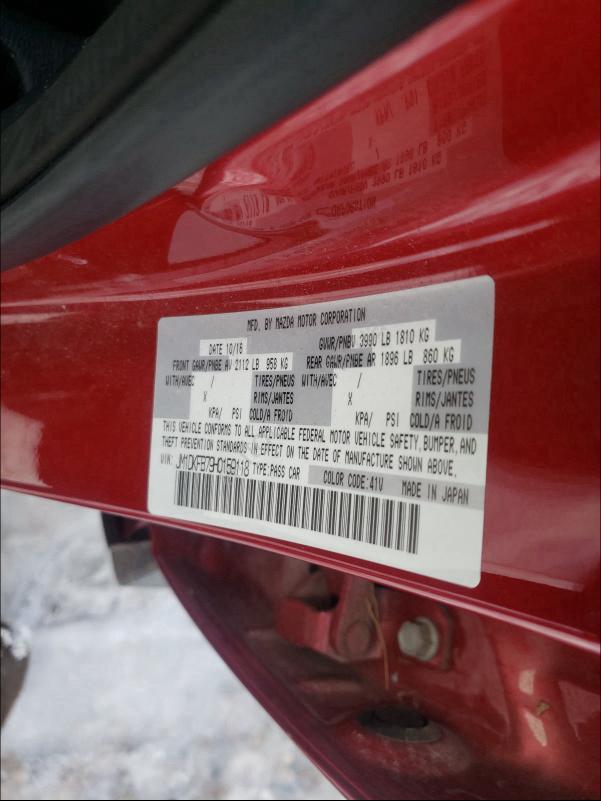 MFD. BY MAZDA MOTOR CORPORATION
DATE 10/16 GVWR/PNBV 3990 LB 1810 KG
FRONT GAWR/PNBE AV 2112 LB 958 KG REAR GAWR/PNBE AR 1896 LB 860 KG
WITH/AVEC / TIRES/PNEUS WITH/AVEC / TIRES/PNEUS
X RIMS/JANTES X RIMS/JANTES
KPA/ PSI COLD/A FROID KPA/ PSI COLD/A FROID
THIS VEHICLE CONFORMS TO ALL APPLICABLE FEDERAL MOTOR VEHICLE SAFETY, BUMPER, AND
THEFT PREVENTION STANDARDS IN EFFECT ON THE DATE OF MANUFACTURE SHOWN ABOVE.
VIN: JM1DKFB79H0159118 TYPE:PASS CAR COLOR CODE:41V MADE IN JAPAN